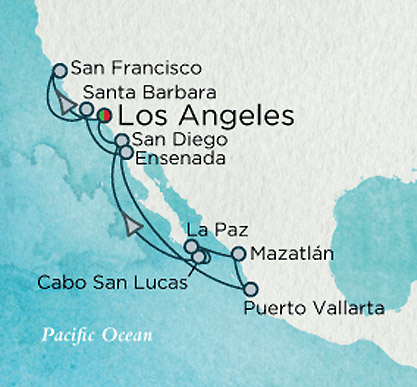 San Francisco
Santa Barbara
Los Angeles
San Diego
Ensenada
La Paz
Mazatlán
Cabo San Lucas
Puerto Vallarta
Pacific Ocean